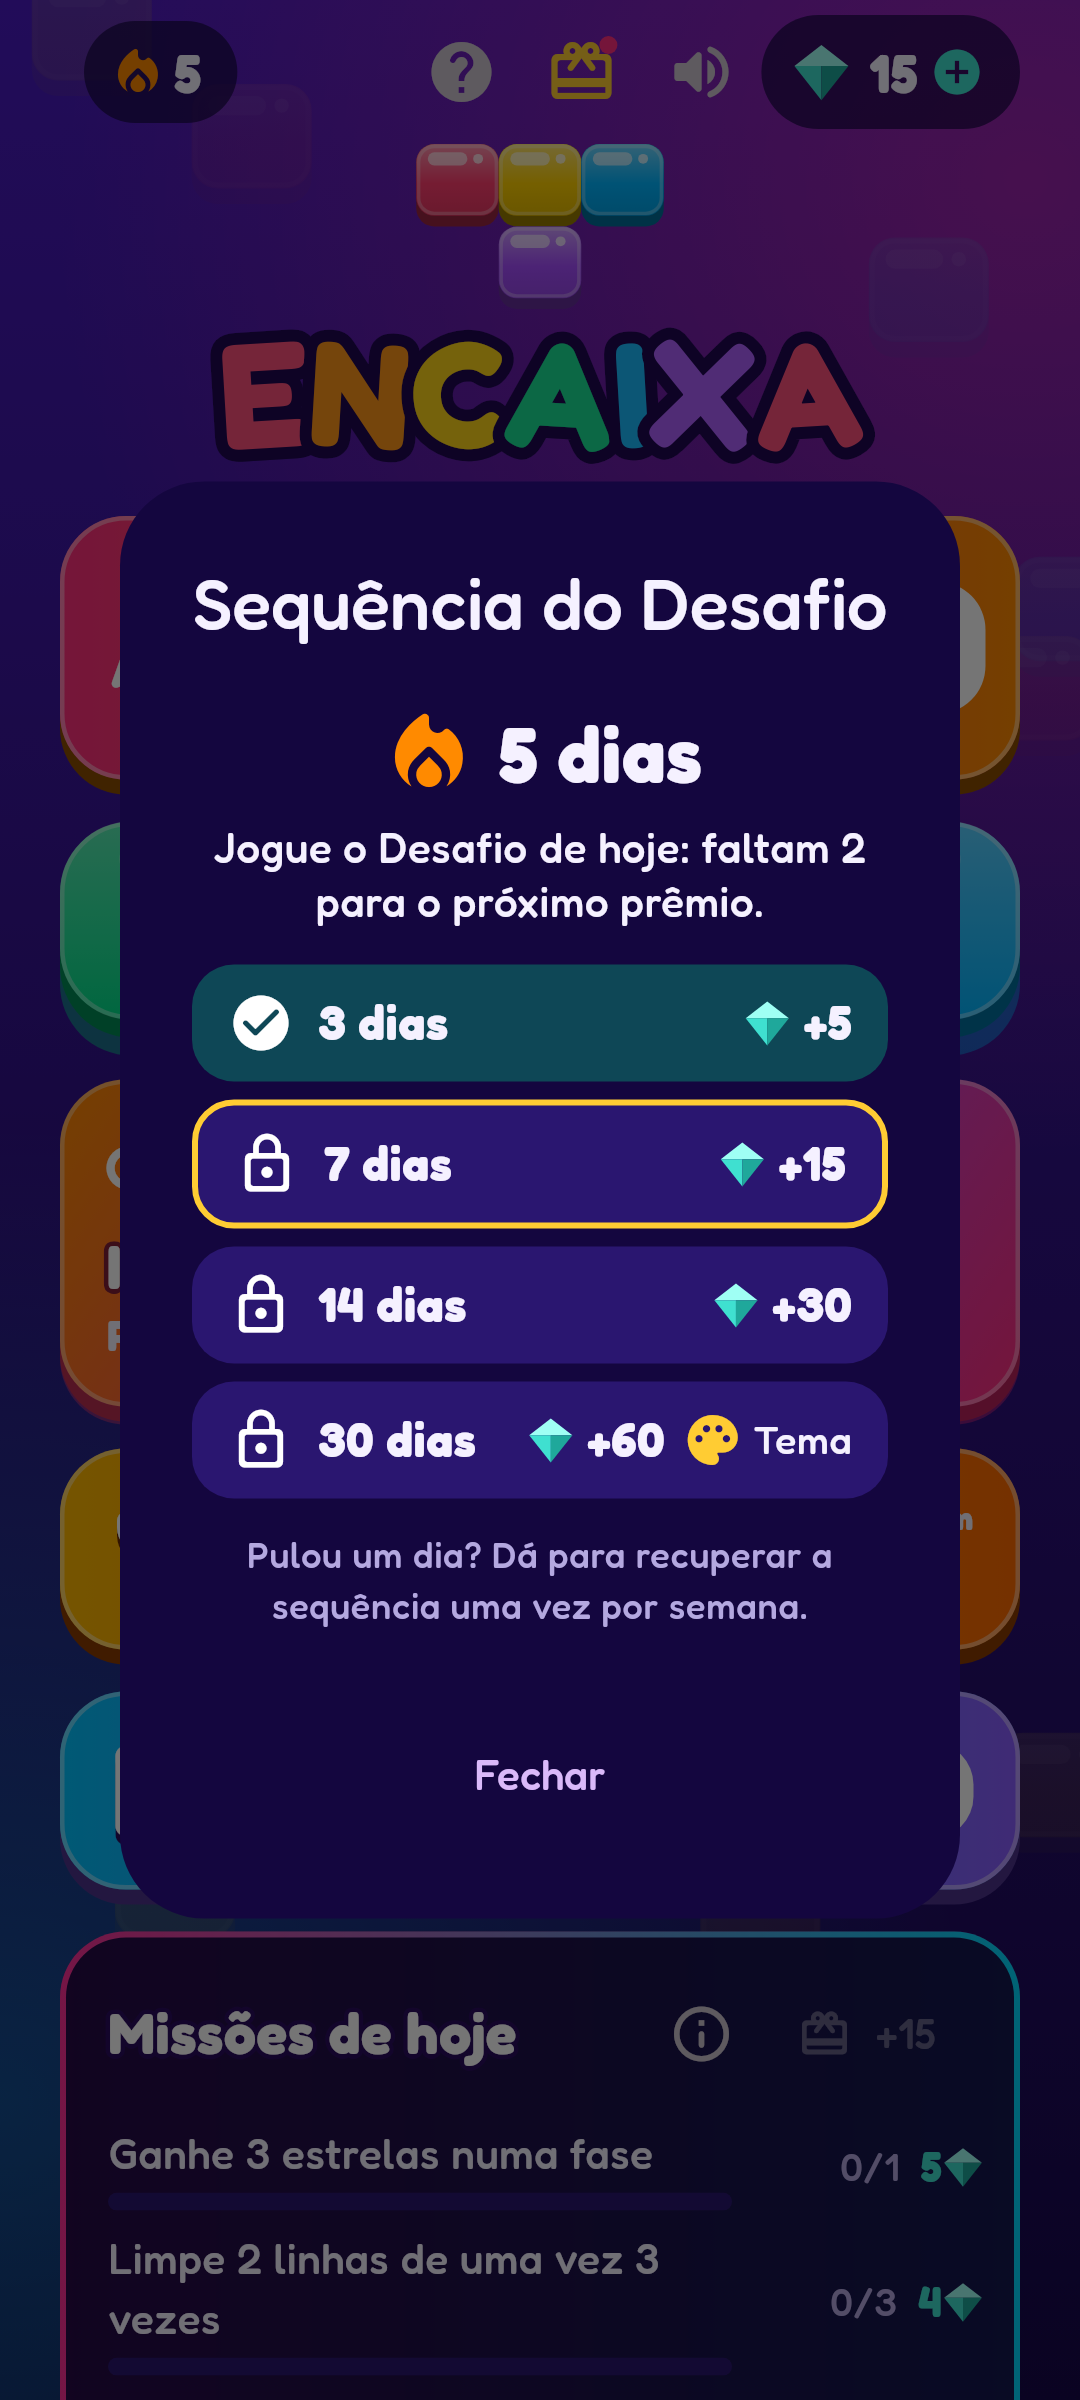 5
15
ENCAIXA
Sequência do Desafio
5 dias
Jogue o Desafio de hoje: faltam 2
para o próximo prêmio.
3 dias +5
7 dias +15
14 dias +30
30 dias +60 Tema
Pulou um dia? Dá para recuperar a
sequência uma vez por semana.
Fechar
Missões de hoje +15
Ganhe 3 estrelas numa fase
0/1 5
Limpe 2 linhas de uma vez 3
vezes
0/3 4